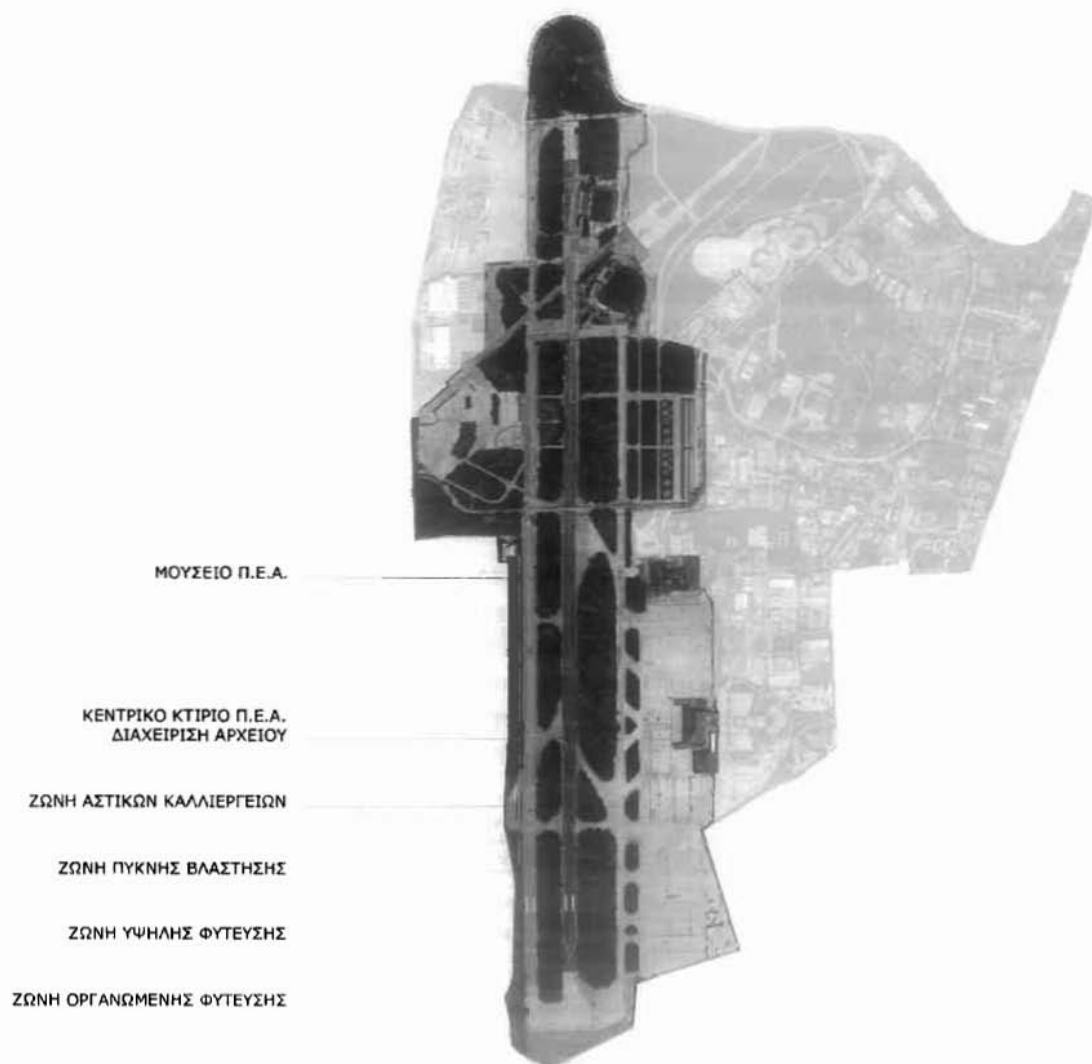 ΜΟΥΣΕΙΟ Π.Ε.Α.
ΚΕΝΤΡΙΚΟ ΚΤΙΡΙΟ Π.Ε.Α.
ΔΙΑΧΕΙΡΙΣΗ ΑΡΧΕΙΟΥ
ΖΩΝΗ ΑΣΤΙΚΩΝ ΚΑΛΛΙΕΡΓΕΙΩΝ
ΖΩΝΗ ΠΥΚΝΗΣ ΒΛΑΣΤΗΣΗΣ
ΖΩΝΗ ΥΨΗΛΗΣ ΦΥΤΕΥΣΗΣ
ΖΩΝΗ ΟΡΓΑΝΩΜΕΝΗΣ ΦΥΤΕΥΣΗΣ